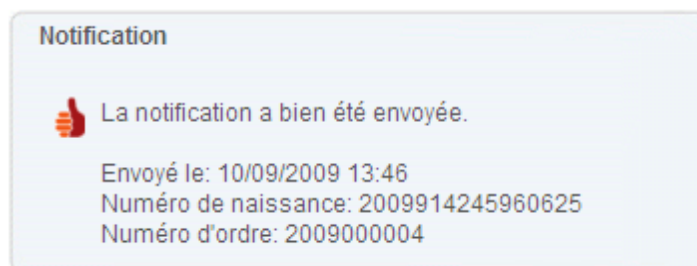 Notification
La notification a bien été envoyée.
Envoyé le: 10/09/2009 13:46
Numéro de naissance: 2009914245960625
Numéro d'ordre: 2009000004